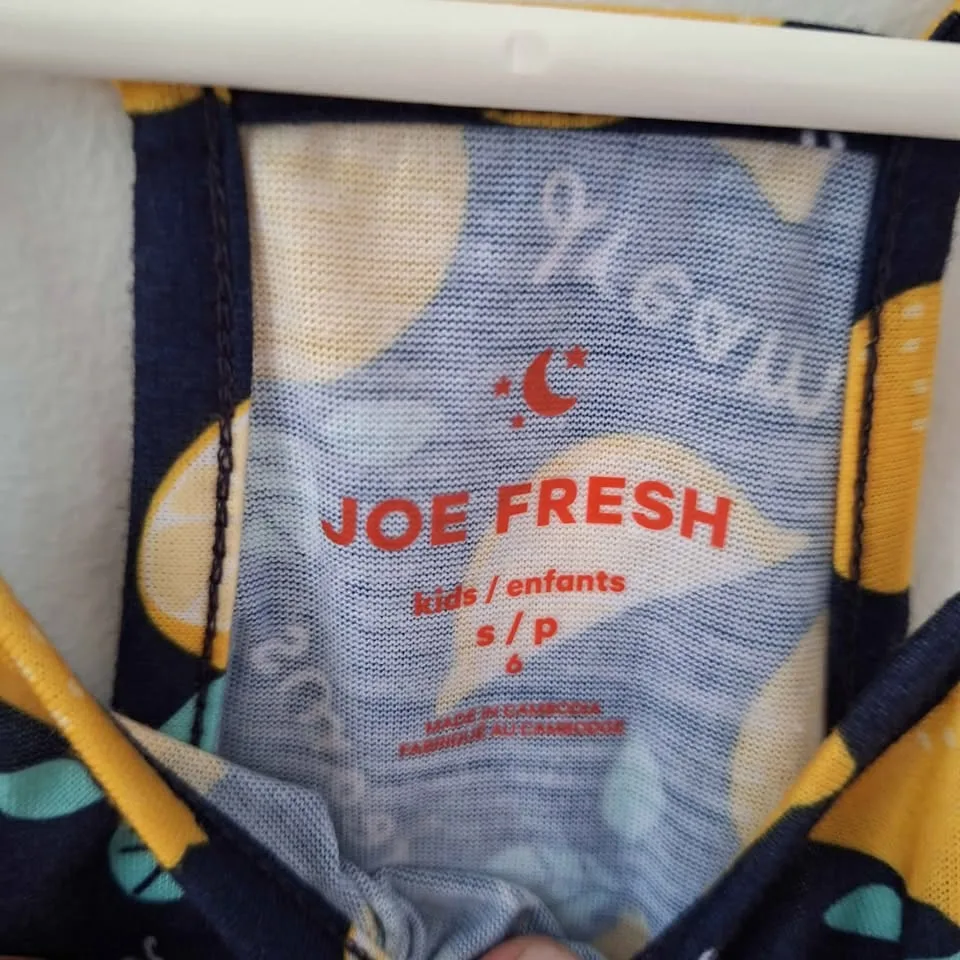 JOE FRESH
kids / enfants
s / p
6
MADE IN CAMBODIA
FABRIQUÉ AU CAMBODGE